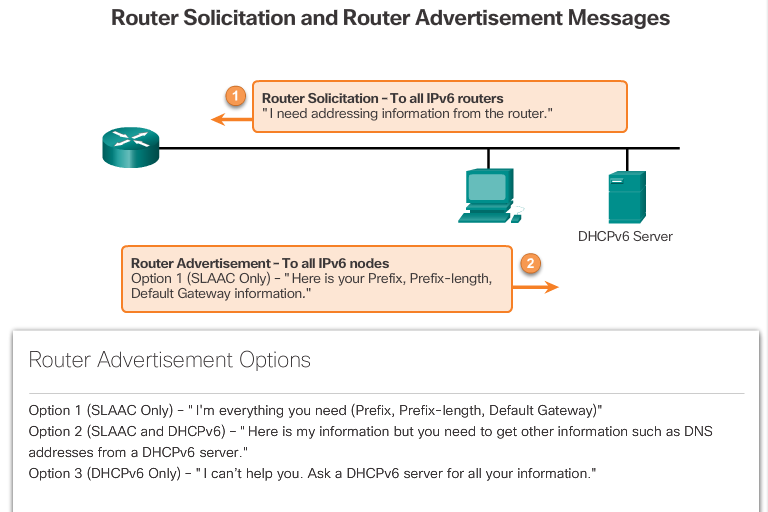 Router Solicitation and Router Advertisement Messages
1
Router Solicitation - To all IPv6 routers
"I need addressing information from the router."
DHCPv6 Server
Router Advertisement - To all IPv6 nodes
2
Option 1 (SLAAC Only) - "Here is your Prefix, Prefix-length,
Default Gateway information."
Router Advertisement Options
Option 1 (SLAAC Only) – "I'm everything you need (Prefix, Prefix-length, Default Gateway)"
Option 2 (SLAAC and DHCPv6) – "Here is my information but you need to get other information such as DNS
addresses from a DHCPv6 server."
Option 3 (DHCPv6 Only) – "I can't help you. Ask a DHCPv6 server for all your information."